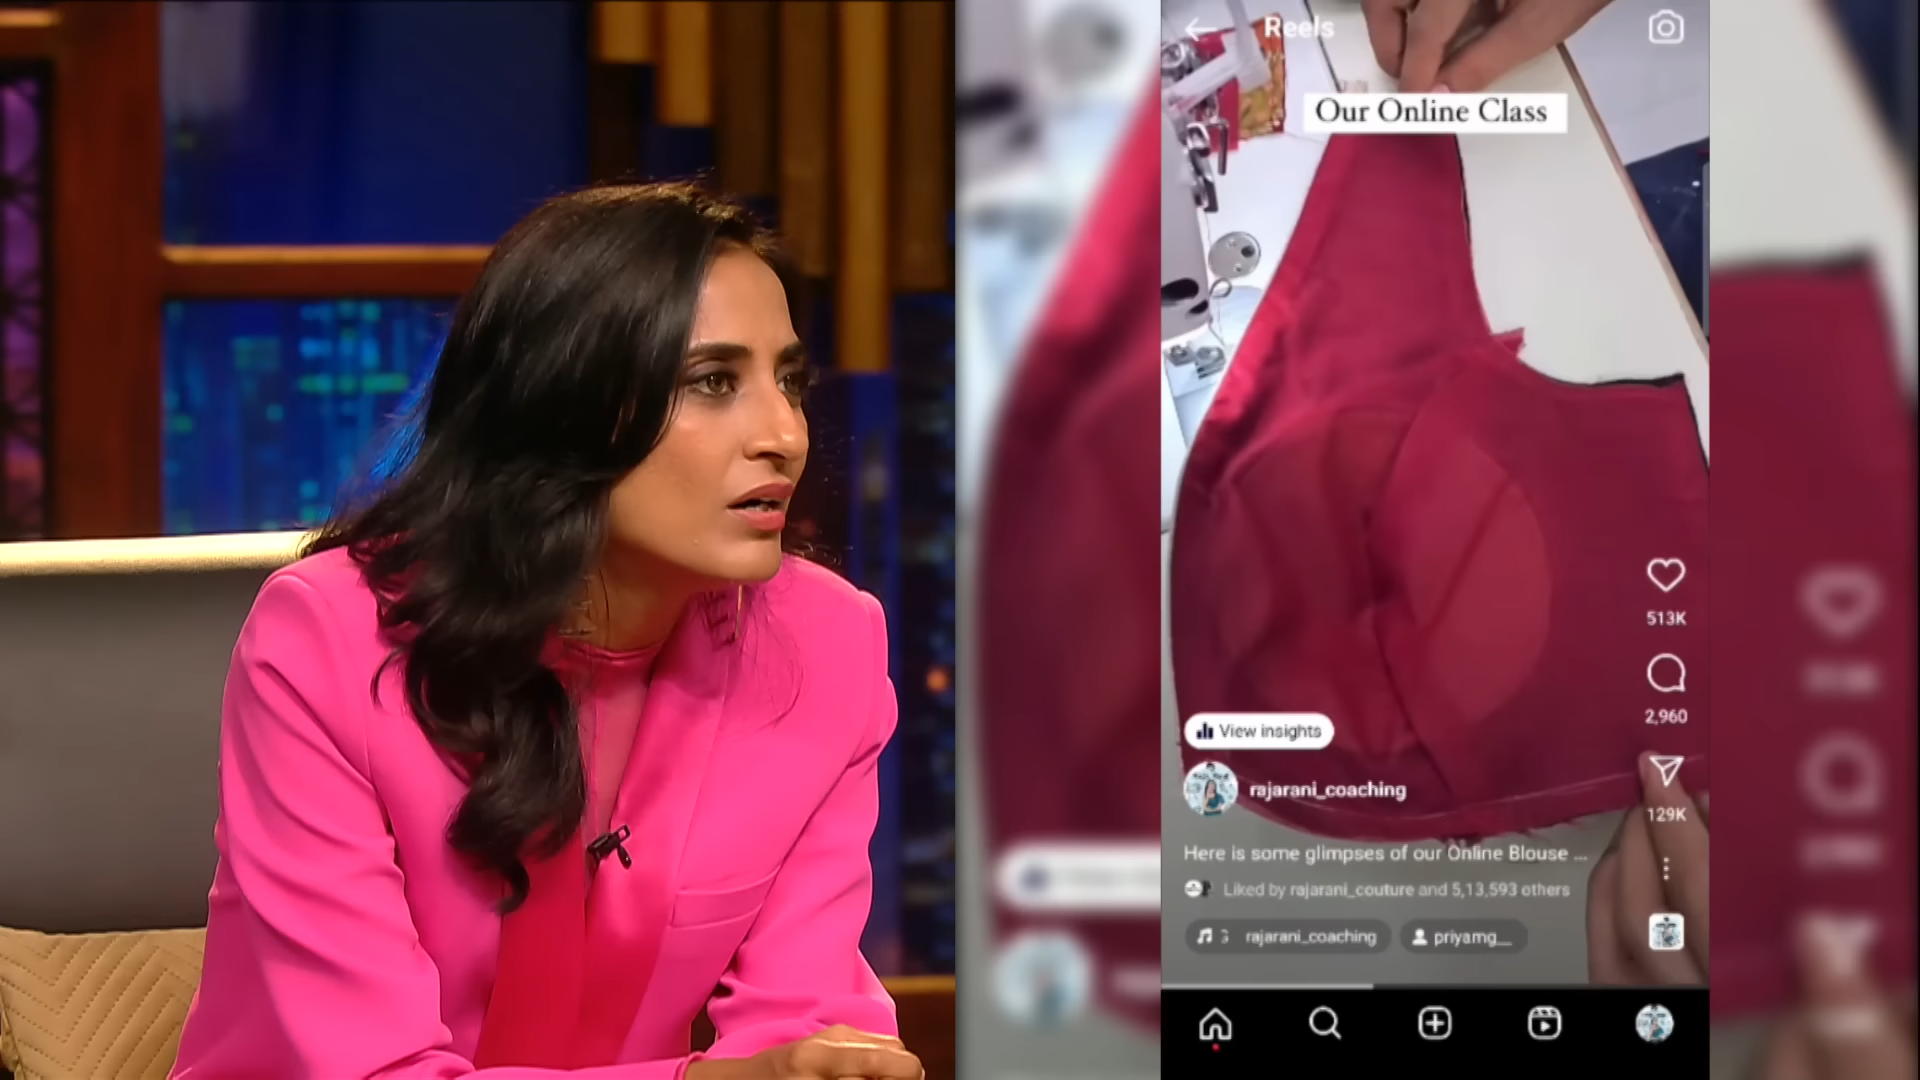 Reels
Our Online Class
513K
2,960
View insights
rajarani_coaching
129K
Here is some glimpses of our Online Blouse ...
Liked by rajarani_couture and 5,13,593 others
rajarani_coaching
priyamg__